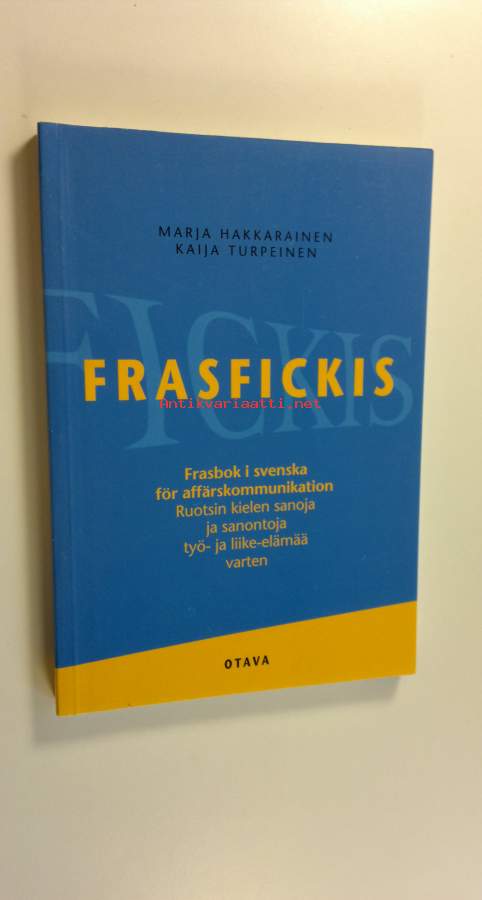 MARJA HAKKARAINEN
KAIJA TURPEINEN
FICKIS
FRASFICKIS
Antikvariaatti.net
Frasbok i svenska
för affärskommunikation
Ruotsin kielen sanoja
ja sanontoja
työ- ja liike-elämää
varten
OTAVA